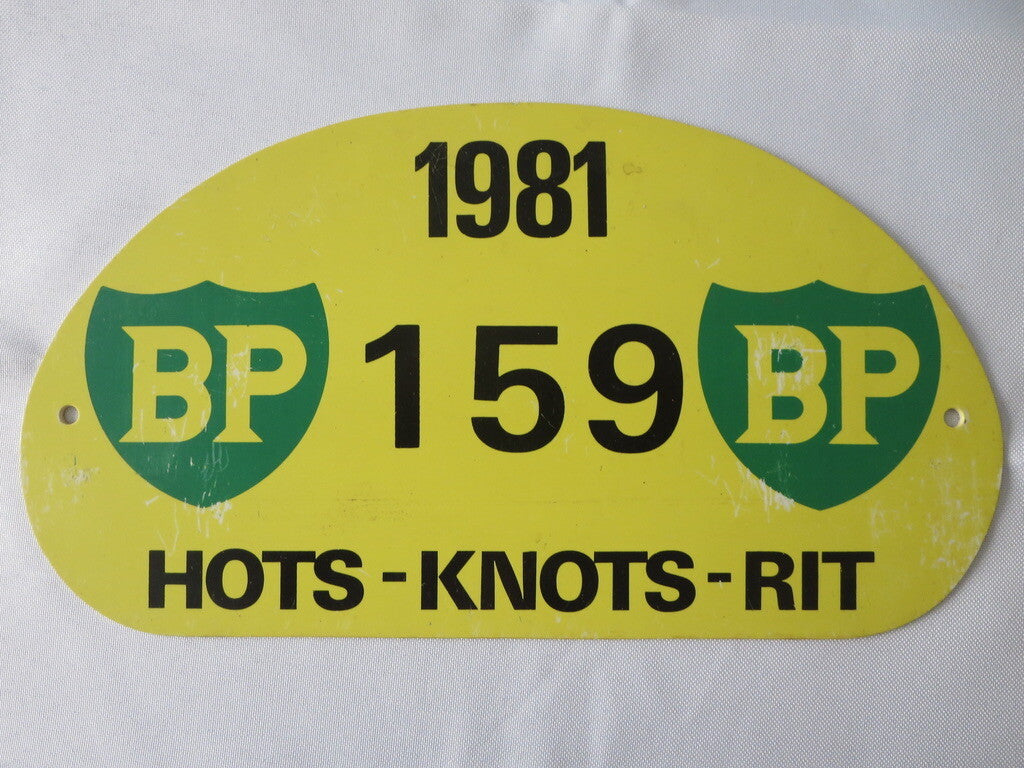 1981
BP 159 BP
HOTS - KNOTS - RIT